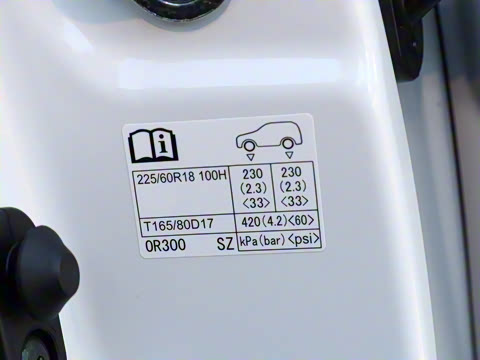 i
225/60R18 100H 230 230
(2.3) (2.3)
<33> <33>
T165/80D17 420(4.2)<60>
0R300 SZ kPa(bar)<psi>